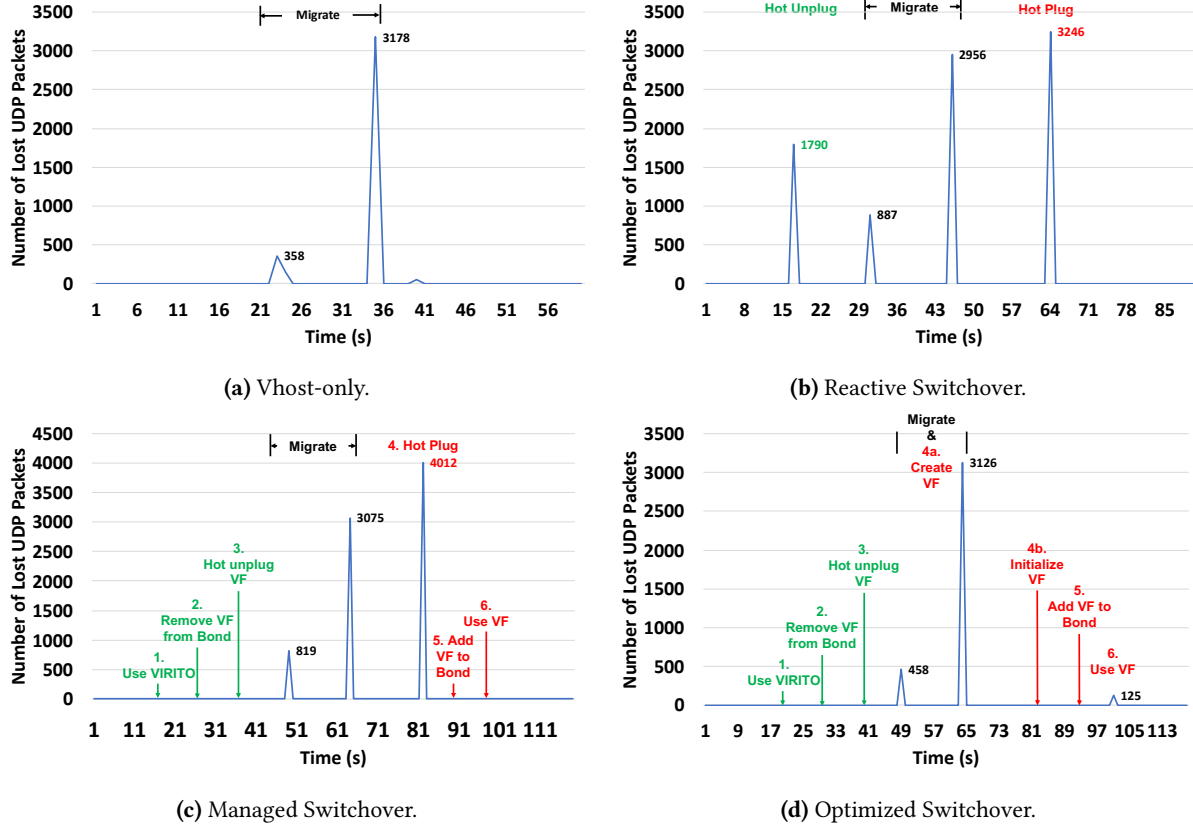 Migrate
Number of Lost UDP Packets
3500
3000
2500
2000
1500
1000
500
0
3178
358
1 6 11 16 21 26 31 36 41 46 51 56
Time (s)
(a) Vhost-only.
Hot Unplug Migrate Hot Plug
Number of Lost UDP Packets
3500
3000
2500
2000
1500
1000
500
0
1790
887
2956
3246
1 8 15 22 29 36 43 50 57 64 71 78 85
Time (s)
(b) Reactive Switchover.
Migrate
4. Hot Plug
Number of Lost UDP Packets
4500
4000
3500
3000
2500
2000
1500
1000
500
0
4012
3075
819
1.
Use VIRITO
2.
Remove VF
from Bond
3.
Hot unplug
VF
5. Add
VF to
Bond
6.
Use VF
1 11 21 31 41 51 61 71 81 91 101 111
Time (s)
(c) Managed Switchover.
Migrate
&
4a.
Create
VF
Number of Lost UDP Packets
3500
3000
2500
2000
1500
1000
500
0
3126
458
125
1.
Use VIRITO
2.
Remove VF
from Bond
3.
Hot unplug
VF
4b.
Initialize
VF
5.
Add VF to
Bond
6.
Use VF
1 9 17 25 33 41 49 57 65 73 81 89 97 105 113
Time (s)
(d) Optimized Switchover.